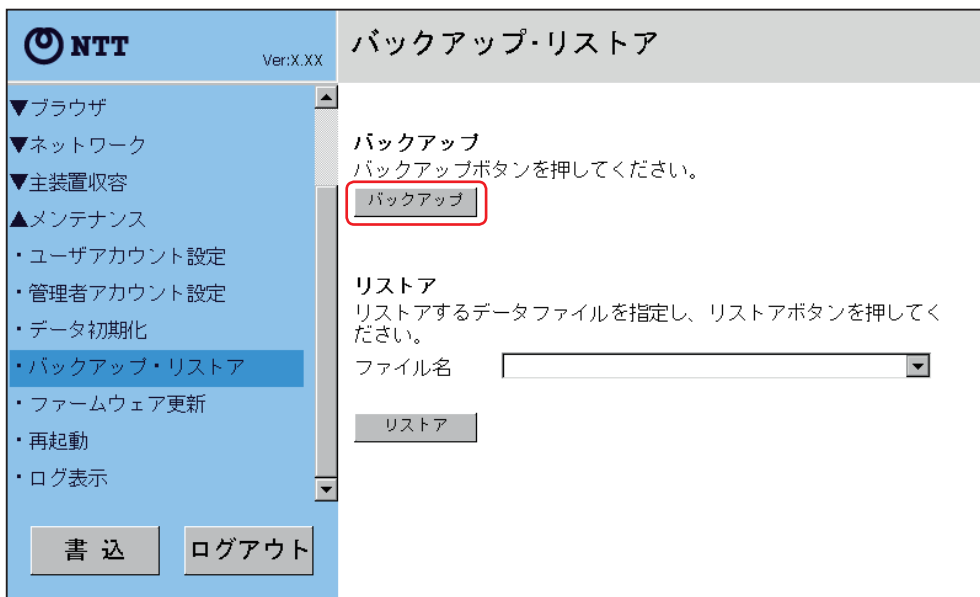 NTT
Ver:X.XX
バックアップ･リストア
▼ブラウザ
▼ネットワーク
▼主装置収容
▲メンテナンス
・ユーザアカウント設定
・管理者アカウント設定
・データ初期化
・バックアップ・リストア
・ファームウェア更新
・再起動
・ログ表示
書 込
ログアウト
バックアップ
バックアップボタンを押してください。
バックアップ
リストア
リストアするデータファイルを指定し、リストアボタンを押してく
ださい。
ファイル名
リストア